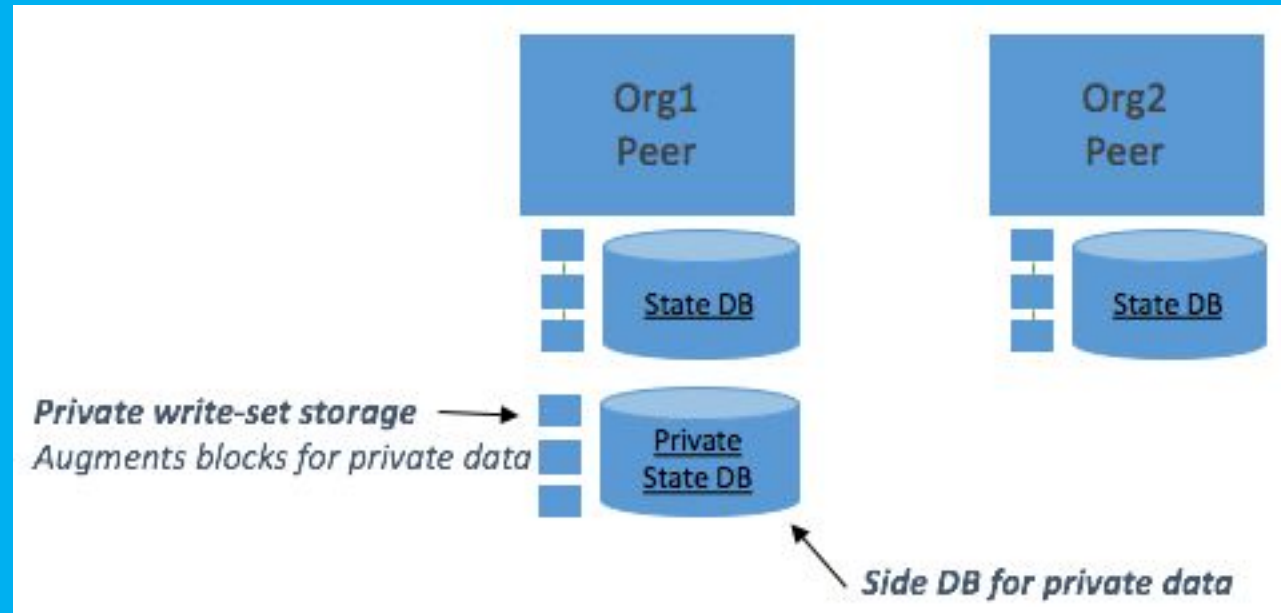 Org1
Peer
Org2
Peer
State DB
State DB
Private write-set storage
Augments blocks for private data
Private
State DB
Side DB for private data